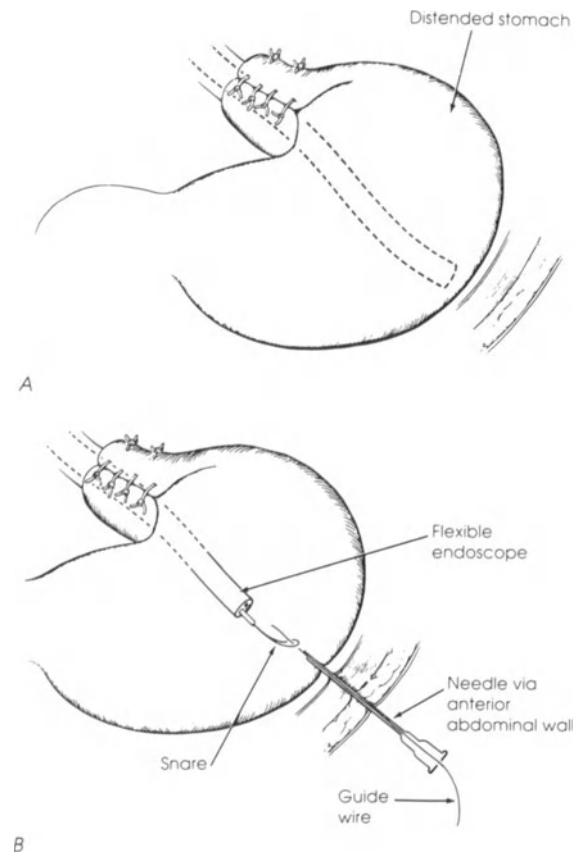 Distended stomach
A
Flexible
endoscope
Needle via
anterior
abdominal wall
Snare
Guide
wire
B